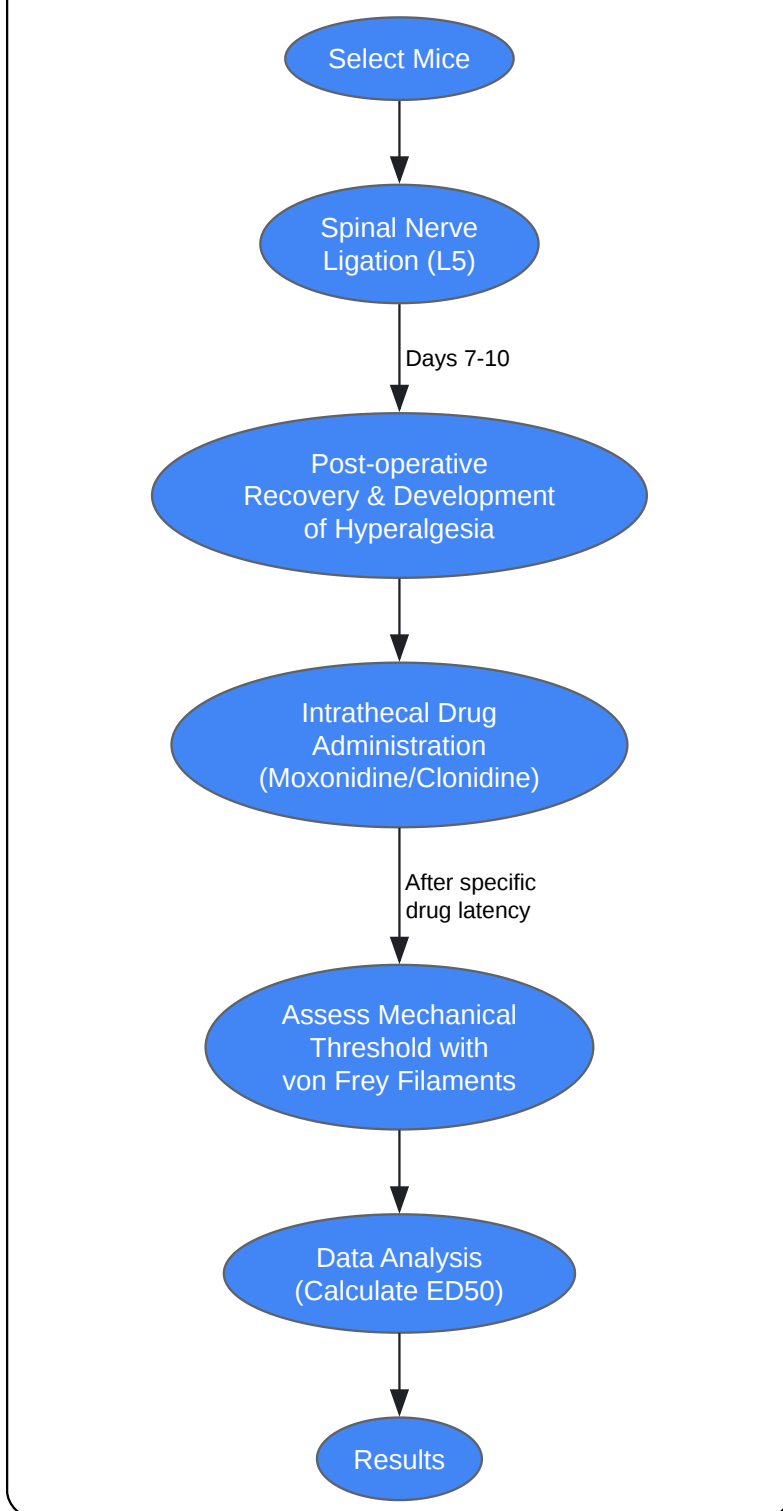 Select Mice
Spinal Nerve
Ligation (L5)
Days 7-10
Post-operative
Recovery & Development
of Hyperalgesia
Intrathecal Drug
Administration
(Moxonidine/Clonidine)
After specific
drug latency
Assess Mechanical
Threshold with
von Frey Filaments
Data Analysis
(Calculate ED50)
Results